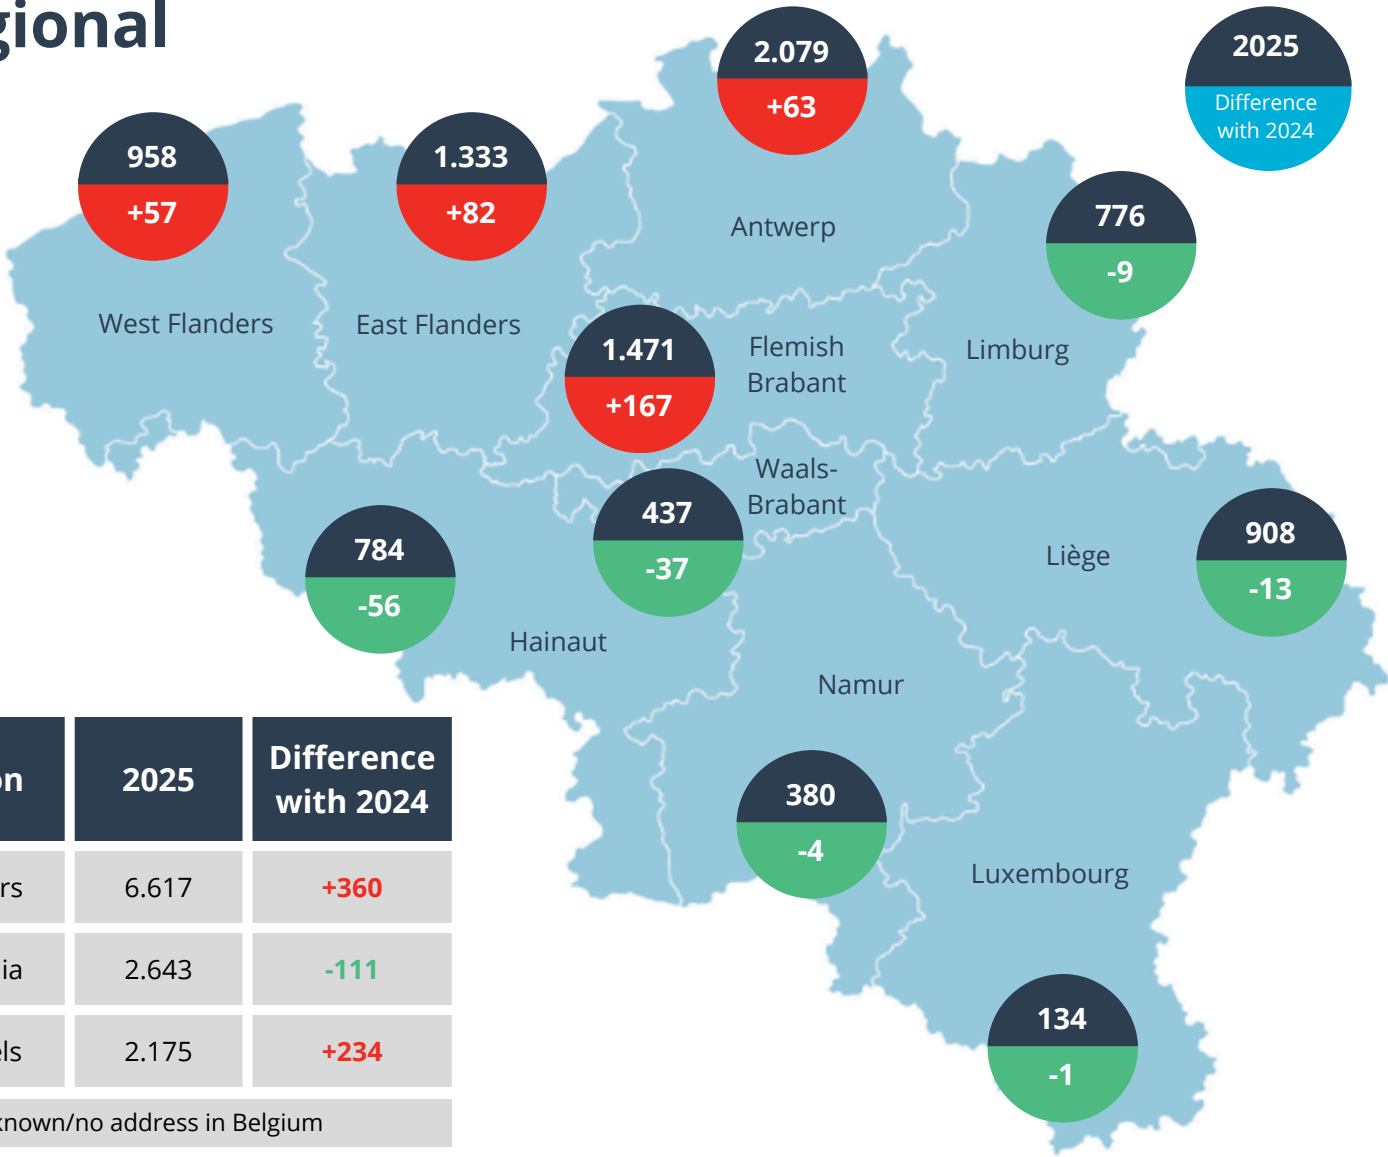 gional
2.079
+63
2025
Difference
with 2024
958
+57
1.333
+82
776
-9
Antwerp
West Flanders
East Flanders
1.471
+167
Flemish
Brabant
Limburg
Waals-
Brabant
437
-37
784
-56
908
-13
Liège
Hainaut
Namur
380
-4
Luxembourg
134
-1
on 2025 Difference with 2024
rs 6.617 +360
ia 2.643 -111
els 2.175 +234
known/no address in Belgium